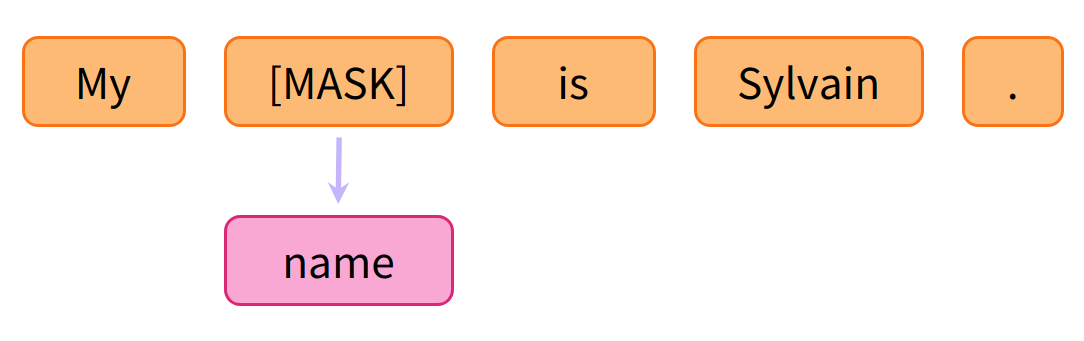 My [MASK] is Sylvain .
name